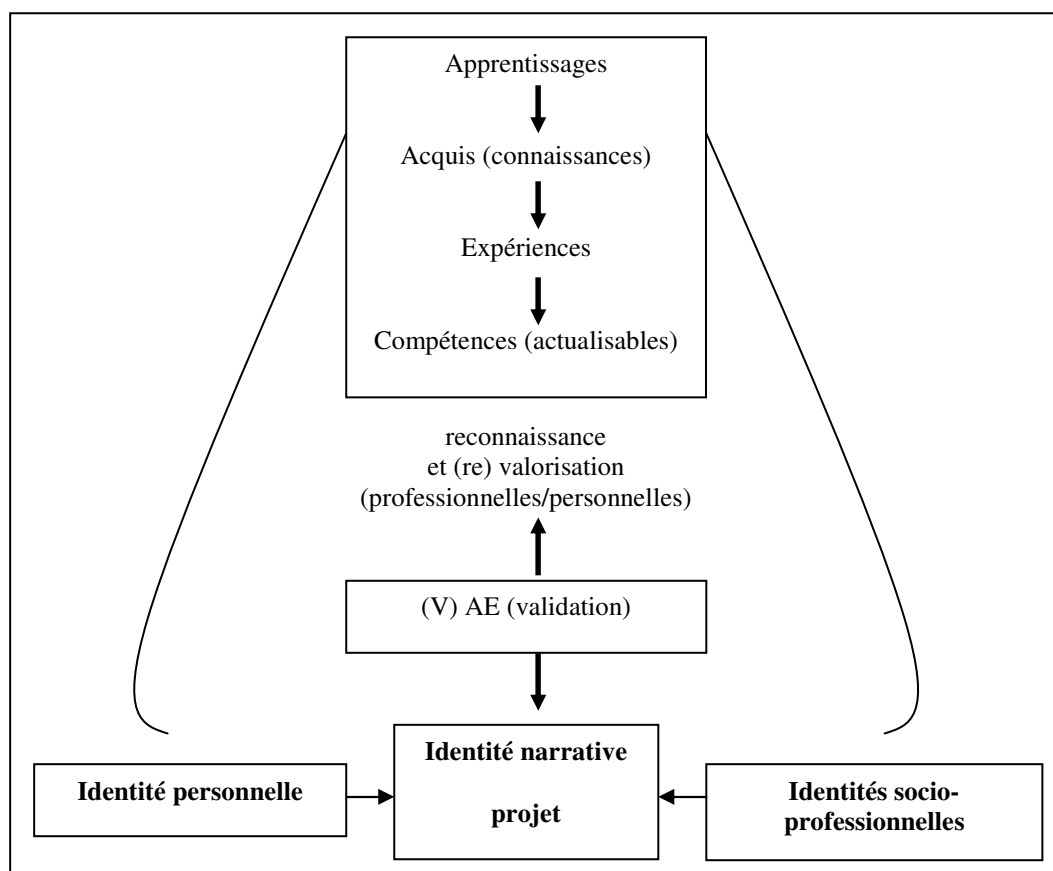 Apprentissages
Acquis (connaissances)
Expériences
Compétences (actualisables)
reconnaissance
et (re) valorisation
(professionnelles/personnelles)
(V) AE (validation)
Identité personnelle
Identité narrative
projet
Identités socio-
professionnelles